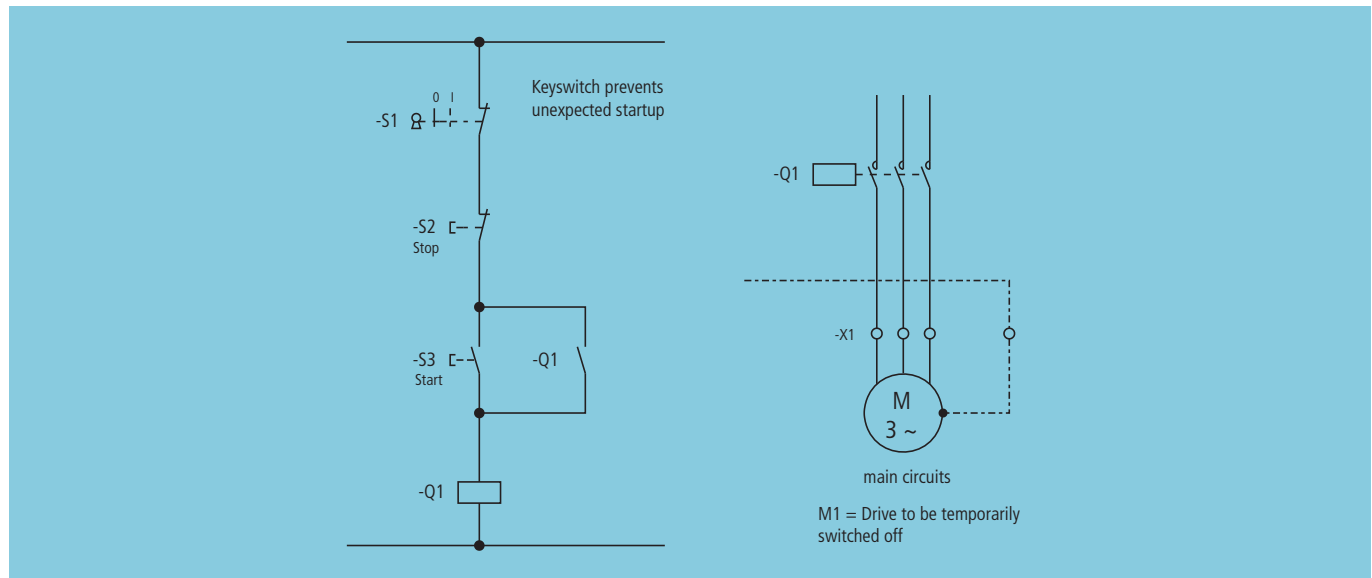 Keyswitch prevents
unexpected startup
0 I
-S1
-S2
Stop
-S3
Start
-Q1
-Q1
-Q1
-X1
M
3 ~
main circuits
M1 = Drive to be temporarily
switched off